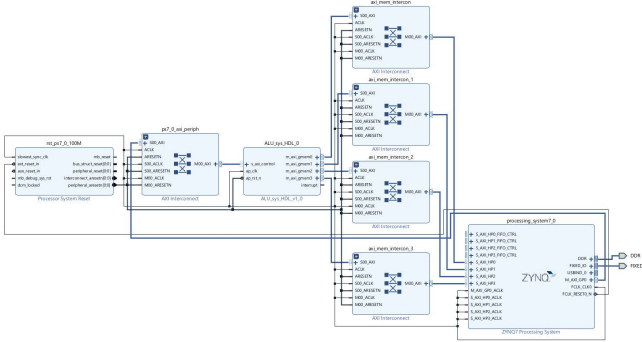 axi_mem_intercon
S00_AXI
ACLK
ARESETN
S00_ACLK
S00_ARESETN
M00_ACLK
M00_ARESETN
M00_AXI
AXI Interconnect
axi_mem_intercon_1
S00_AXI
ACLK
ARESETN
S00_ACLK
S00_ARESETN
M00_ACLK
M00_ARESETN
M00_AXI
AXI Interconnect
rst_ps7_0_100M
slowest_sync_clk
ext_reset_in
aux_reset_in
mb_debug_sys_rst
dcm_locked
mb_reset
bus_struct_reset[0:0]
peripheral_reset[0:0]
interconnect_aresetn[0:0]
peripheral_aresetn[0:0]
Processor System Reset
ps7_0_axi_periph
S00_AXI
ACLK
ARESETN
S00_ACLK
S00_ARESETN
M00_ACLK
M00_ARESETN
M00_AXI
AXI Interconnect
ALU_sys_HDL_0
s_axi_control
ap_clk
ap_rst_n
m_axi_gmem0
m_axi_gmem1
m_axi_gmem2
m_axi_gmem3
interrupt
ALU_sys_HDL_v1_0
axi_mem_intercon_2
S00_AXI
ACLK
ARESETN
S00_ACLK
S00_ARESETN
M00_ACLK
M00_ARESETN
M00_AXI
AXI Interconnect
axi_mem_intercon_3
S00_AXI
ACLK
ARESETN
S00_ACLK
S00_ARESETN
M00_ACLK
M00_ARESETN
M00_AXI
AXI Interconnect
processing_system7_0
S_AXI_HP0_FIFO_CTRL
S_AXI_HP1_FIFO_CTRL
S_AXI_HP2_FIFO_CTRL
S_AXI_HP3_FIFO_CTRL
S_AXI_HP0
S_AXI_HP1
S_AXI_HP2
S_AXI_HP3
M_AXI_GP0_ACLK
S_AXI_HP0_ACLK
S_AXI_HP1_ACLK
S_AXI_HP2_ACLK
S_AXI_HP3_ACLK
ZYNQ
DDR
FIXED_IO
USBIND_0
M_AXI_GP0
FCLK_CLK0
FCLK_RESET0_N
ZYNQ7 Processing System
DDR
FIXED